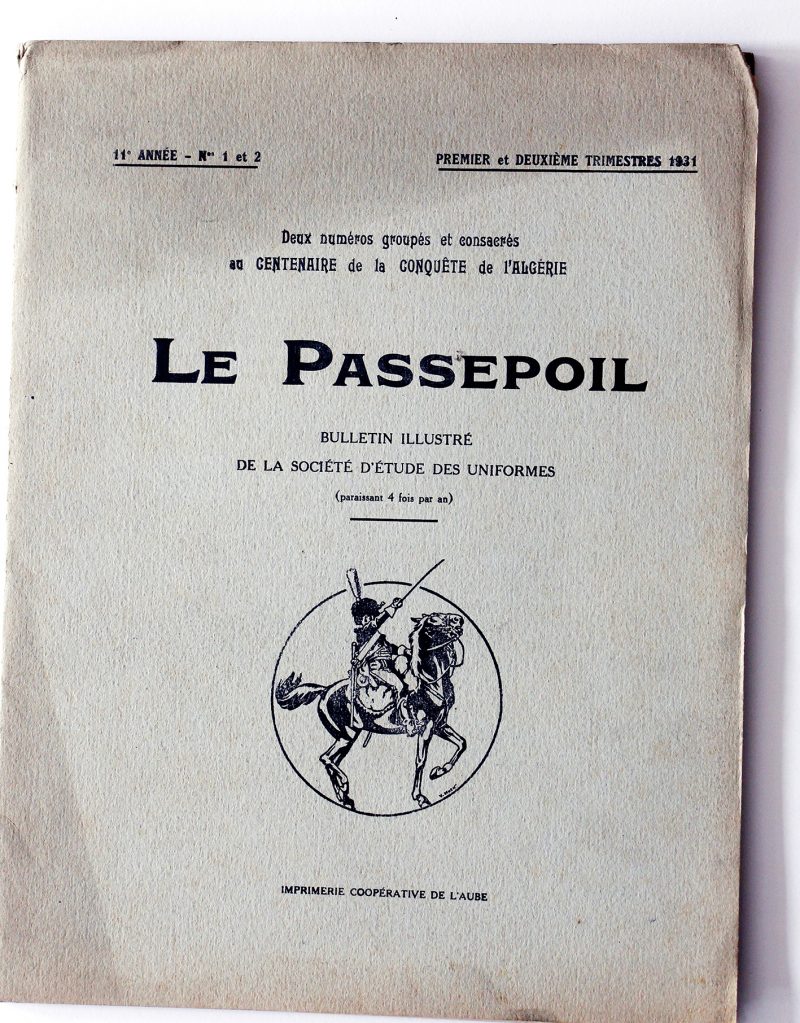 11e ANNÉE - Nos 1 et 2
PREMIER et DEUXIÈME TRIMESTRES 1931
Deux numéros groupés et consacrés
au CENTENAIRE de la CONQUÊTE de l'ALGÉRIE
LE PASSEPOIL
BULLETIN ILLUSTRÉ
DE LA SOCIÉTÉ D'ÉTUDE DES UNIFORMES
(paraissant 4 fois par an)
IMPRIMERIE COOPÉRATIVE DE L'AUBE